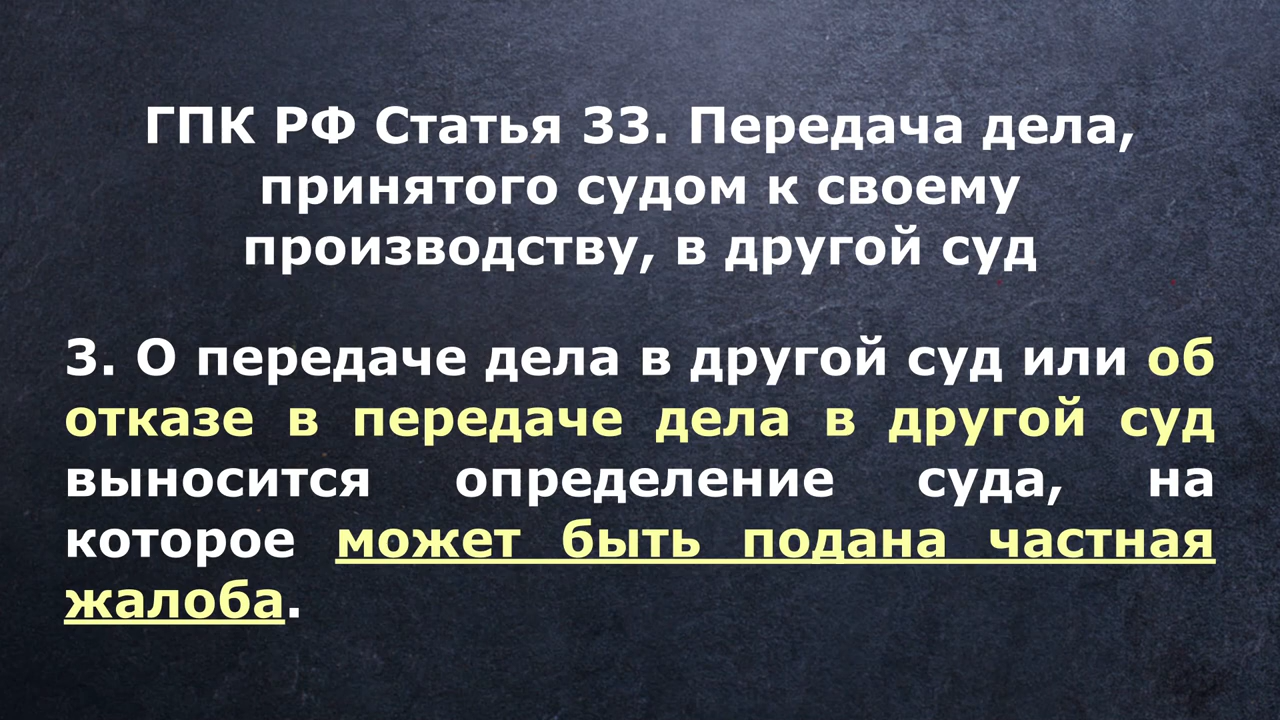 ГПК РФ Статья 33. Передача дела,
принятого судом к своему
производству, в другой суд
3. О передаче дела в другой суд или об
отказе в передаче дела в другой суд
выносится определение суда, на
которое может быть подана частная
жалоба.